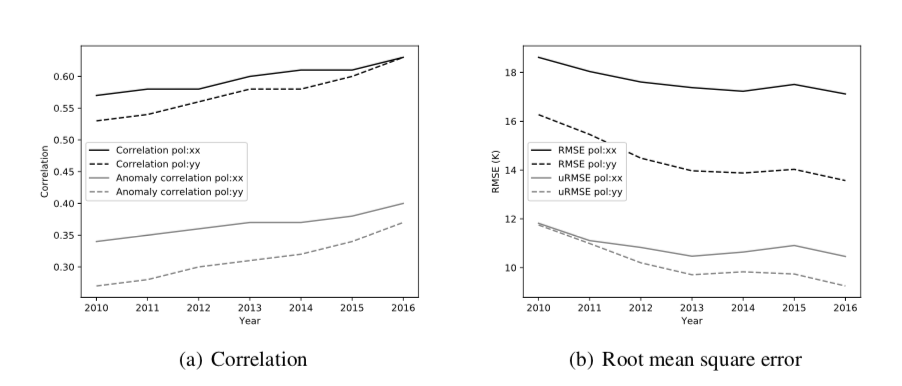 0.60
0.55
0.50
0.45
0.40
0.35
0.30
Correlation
Correlation pol:xx
Correlation pol:yy
Anomaly correlation pol:xx
Anomaly correlation pol:yy
2010 2011 2012 2013 2014 2015 2016
Year
(a) Correlation
18
16
14
12
10
RMSE (K)
RMSE pol:xx
RMSE pol:yy
uRMSE pol:xx
uRMSE pol:yy
2010 2011 2012 2013 2014 2015 2016
Year
(b) Root mean square error